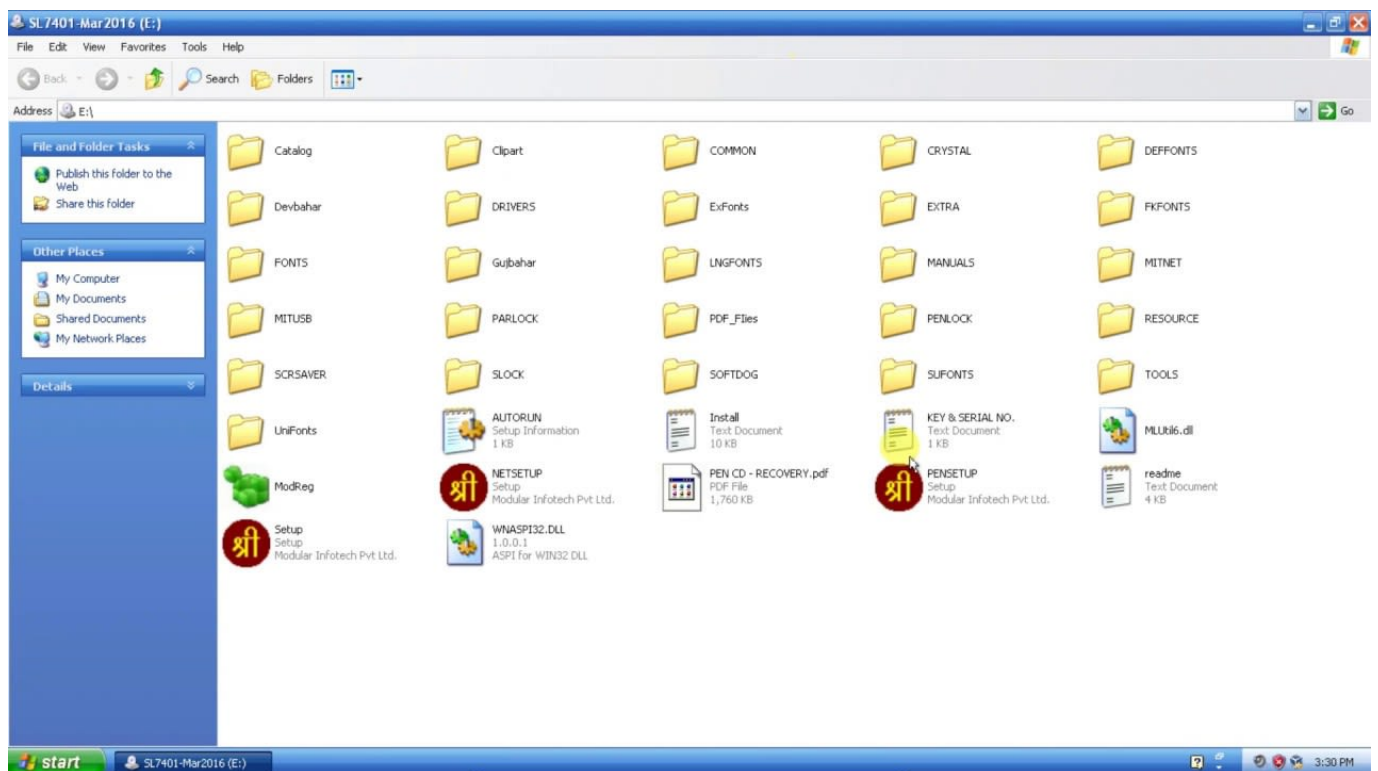 SL7401-Mar2016 (E:)
File Edit View Favorites Tools Help
Back Search Folders
Address E:\ Go
File and Folder Tasks
Publish this folder to the
Web
Share this folder
Other Places
My Computer
My Documents
Shared Documents
My Network Places
Details
Catalog Clipart COMMON CRYSTAL DEFFONTS
Devbahar DRIVERS ExFonts EXTRA FKFONTS
FONTS Gujbahar LNGFONTS MANUALS MITNET
MITUSB PARLOCK PDF_FIles PENLOCK RESOURCE
SCRSAVER SLOCK SOFTDOG SUFONTS TOOLS
UniFonts
AUTORUN
Setup Information
1 KB
Install
Text Document
10 KB
KEY & SERIAL NO.
Text Document
1 KB
MLUtil6.dll
ModReg
श्री
NETSETUP
Setup
Modular Infotech Pvt Ltd.
PEN CD - RECOVERY.pdf
PDF File
1,760 KB
श्री
PENSETUP
Setup
Modular Infotech Pvt Ltd.
readme
Text Document
4 KB
श्री
Setup
Setup
Modular Infotech Pvt Ltd.
WNASPI32.DLL
1.0.0.1
ASPI for WIN32 DLL
start SL7401-Mar2016 (E:) 3:30 PM